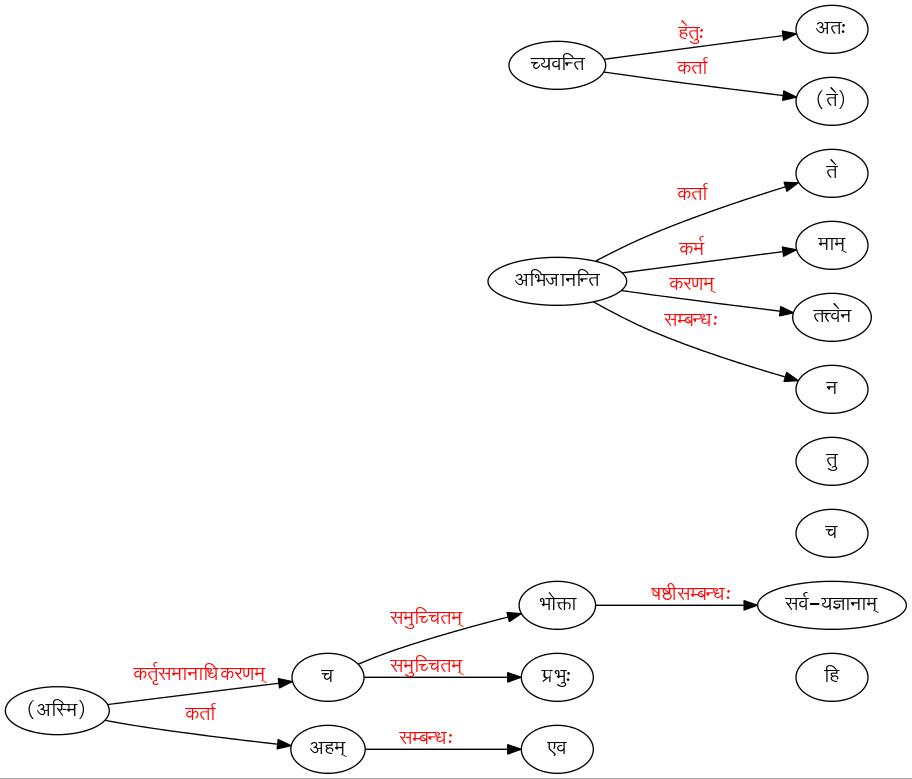 हेतुः
अतः
च्यवन्ति
कर्ता
(ते)
ते
कर्ता
माम्
कर्म
अभिजानन्ति
करणम्
तत्त्वेन
सम्बन्धः
न
तु
च
भोक्ता
षष्ठीसम्बन्धः
सर्व-यज्ञानाम्
समुच्चितम्
कर्तृसमानाधिकरणम्
च
समुच्चितम्
प्रभुः
हि
(अस्मि)
कर्ता
अहम्
सम्बन्धः
एव